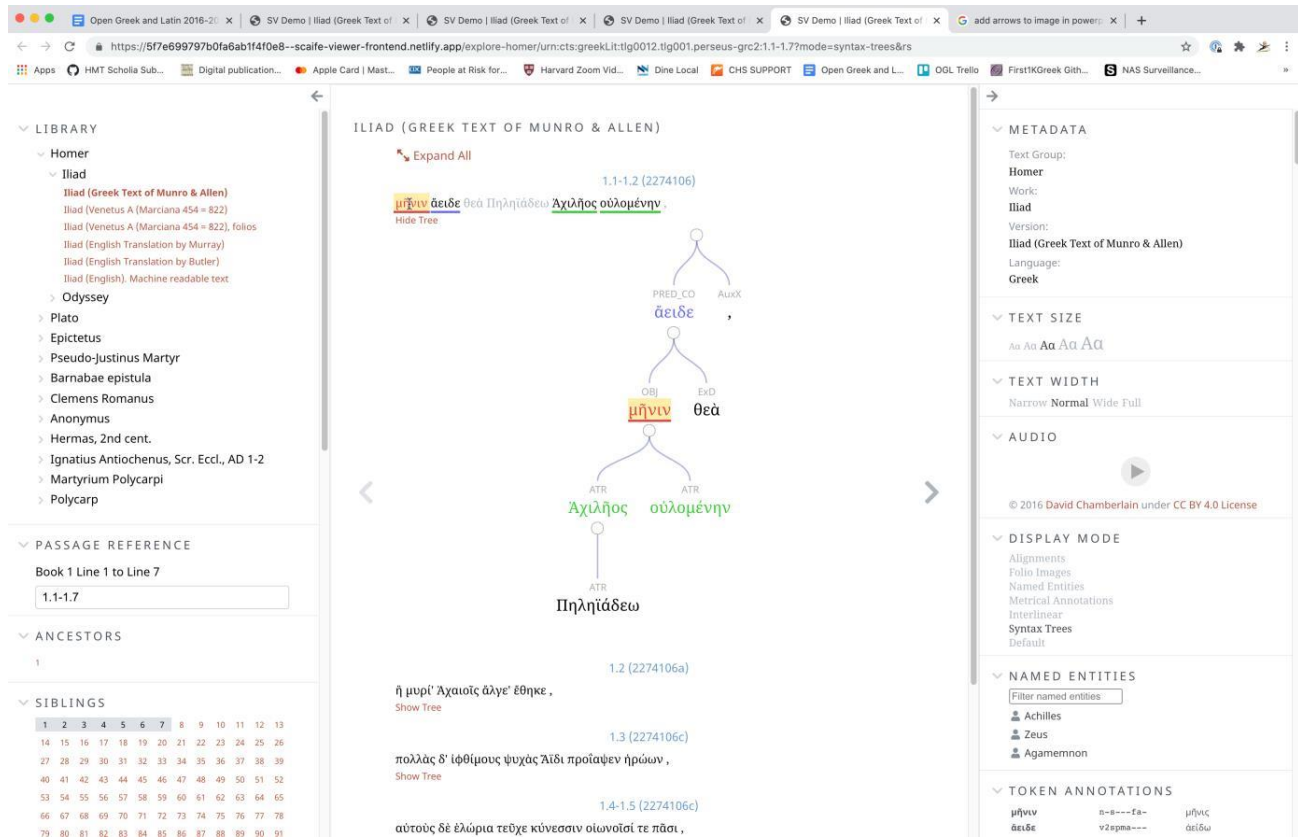 Open Greek and Latin 2016-20
SV Demo | Iliad (Greek Text of
SV Demo | Iliad (Greek Text of
SV Demo | Iliad (Greek Text of
SV Demo | Iliad (Greek Text of
add arrows to image in powerp
https://5f7e699797b0fa6ab1f4f0e8--scaife-viewer-frontend.netlify.app/explore-homer/urn:cts:greekLit:tlg0012.tlg001.perseus-grc2:1.1-1.7?mode=syntax-trees&rs
Apps HMT Scholia Sub... Digital publication... Apple Card | Mast... People at Risk for... Harvard Zoom Vid... Dine Local CHS SUPPORT Open Greek and L... OGL Trello First1KGreek Gith... NAS Surveillance... »
LIBRARY
Homer
Iliad
Iliad (Greek Text of Munro & Allen)
Iliad (Venetus A (Marciana 454 = 822)
Iliad (Venetus A (Marciana 454 = 822), folios
Iliad (English Translation by Murray)
Iliad (English Translation by Butler)
Iliad (English). Machine readable text
Odyssey
Plato
Epictetus
Pseudo-Justinus Martyr
Barnabae epistula
Clemens Romanus
Anonymus
Hermas, 2nd cent.
Ignatius Antiochenus, Scr. Eccl., AD 1-2
Martyrium Polycarpi
Polycarp
PASSAGE REFERENCE
Book 1 Line 1 to Line 7
1.1-1.7
ANCESTORS
1
SIBLINGS
1 2 3 4 5 6 7 8 9 10 11 12 13
14 15 16 17 18 19 20 21 22 23 24 25 26
27 28 29 30 31 32 33 34 35 36 37 38 39
40 41 42 43 44 45 46 47 48 49 50 51 52
53 54 55 56 57 58 59 60 61 62 63 64 65
66 67 68 69 70 71 72 73 74 75 76 77 78
79 80 81 82 83 84 85 86 87 88 89 90 91
ILIAD (GREEK TEXT OF MUNRO & ALLEN)
Expand All
1.1-1.2 (2274106)
μῆνιν ἄειδε θεὰ Πηληϊάδεω Ἀχιλῆος οὐλομένην ,
Hide Tree
PRED_CO AuxX
ἄειδε ,
OBJ ExD
μῆνιν θεὰ
ATR ATR
Ἀχιλῆος οὐλομένην
ATR
Πηληϊάδεω
1.2 (2274106a)
ἣ μυρί' Ἀχαιοῖς ἄλγε' ἔθηκε ,
Show Tree
1.3 (2274106c)
πολλὰς δ' ἰφθίμους ψυχὰς Ἄϊδι προΐαψεν ἡρώων ,
Show Tree
1.4-1.5 (2274106c)
αὐτοὺς δὲ ἑλώρια τεῦχε κύνεσσιν οἰωνοῖσί τε πᾶσι ,
METADATA
Text Group:
Homer
Work:
Iliad
Version:
Iliad (Greek Text of Munro & Allen)
Language:
Greek
TEXT SIZE
Aα Aα Aα Aα Aα
TEXT WIDTH
Narrow Normal Wide Full
AUDIO
© 2016 David Chamberlain under CC BY 4.0 License
DISPLAY MODE
Alignments
Folio Images
Named Entities
Metrical Annotations
Interlinear
Syntax Trees
Default
NAMED ENTITIES
Filter named entities
Achilles
Zeus
Agamemnon
TOKEN ANNOTATIONS
μῆνιν n-s---fa- μῆνις
ἄειδε v2spma--- ἀείδω